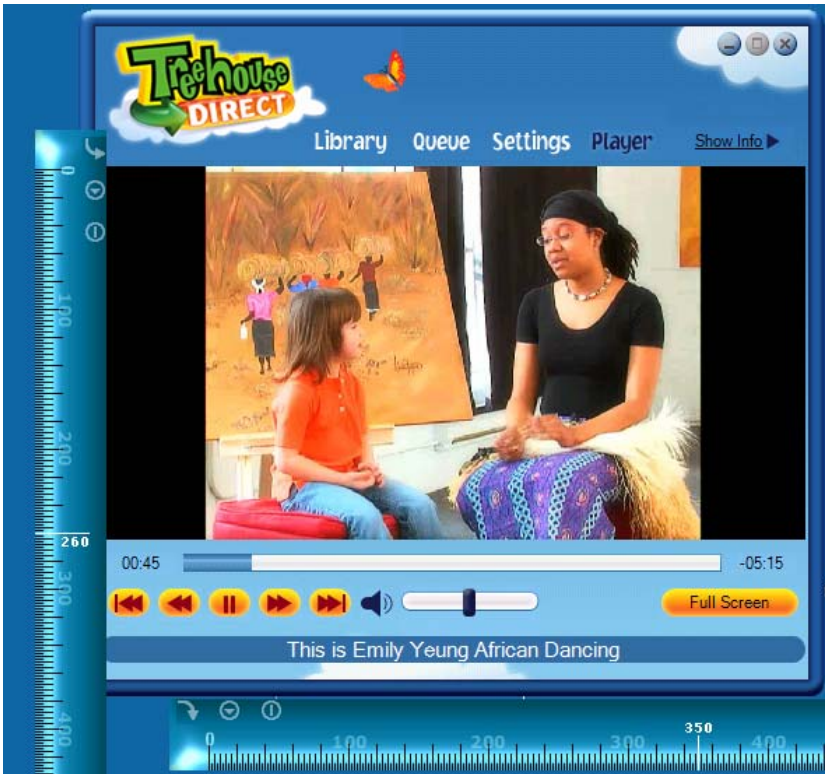 Treehouse
DIRECT
Library Queue Settings Player Show Info
0
100
200
260
300
400
00:45 -05:15
Full Screen
This is Emily Yeung African Dancing
350
0 100 200 300 400